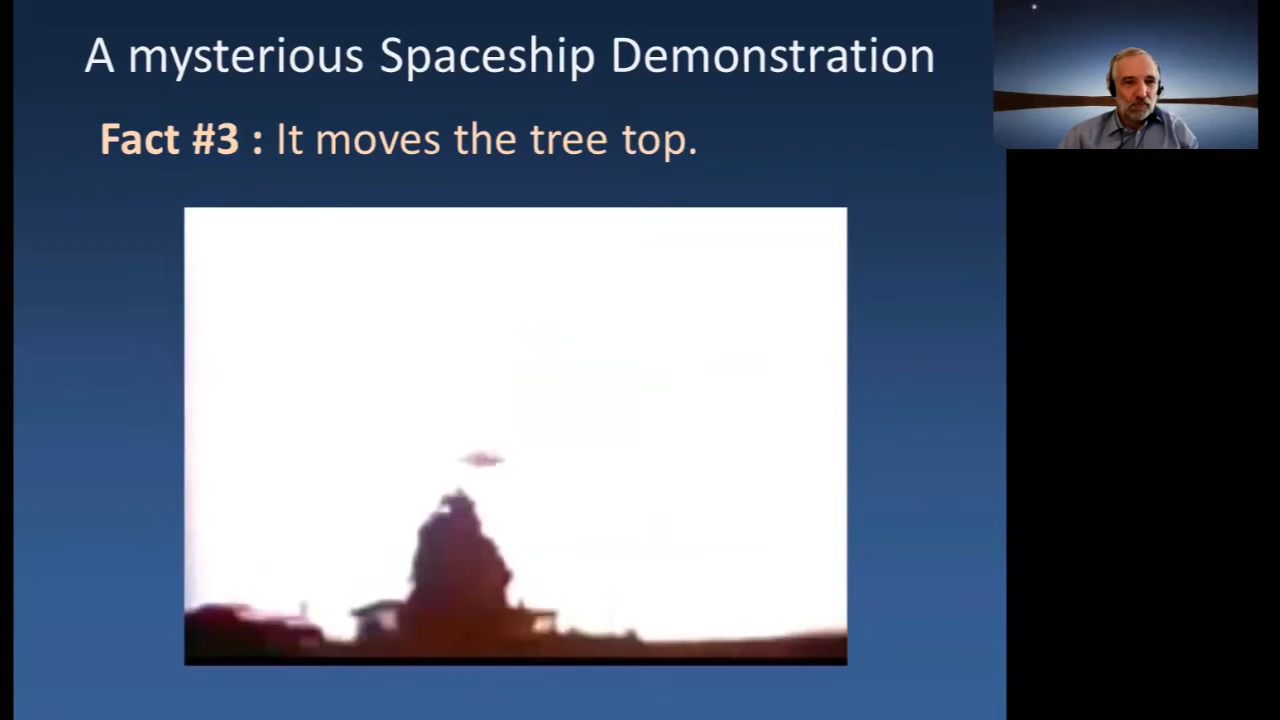 A mysterious Spaceship Demonstration
Fact #3 : It moves the tree top.